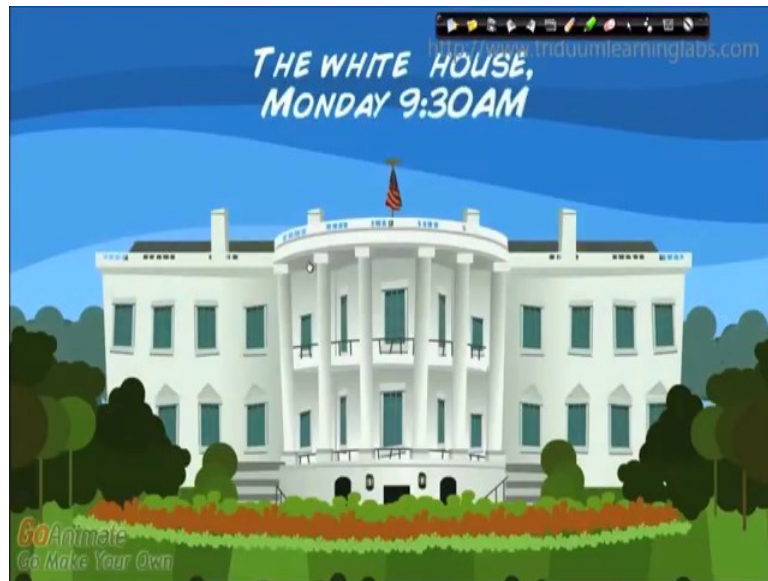 http://www.triduumlearninglabs.com
THE WHITE HOUSE,
MONDAY 9:30AM
GoAnimate
Go Make Your Own